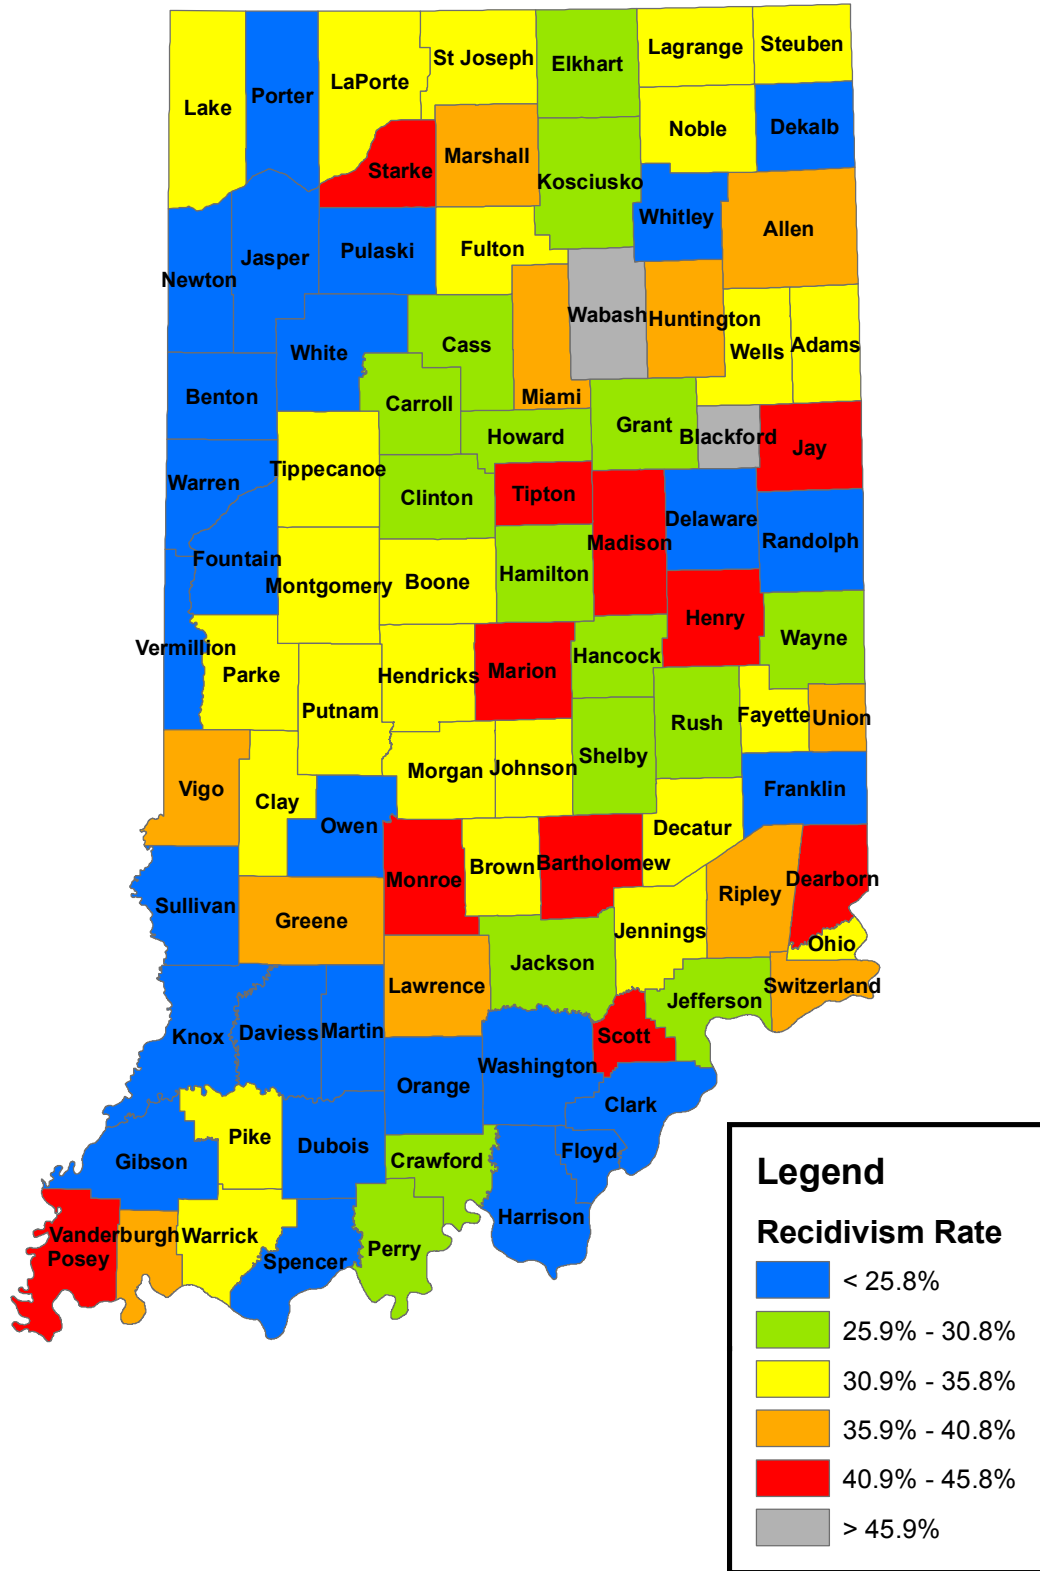 Lake
Porter
LaPorte
St Joseph
Elkhart
Lagrange
Steuben
Noble
Dekalb
Starke
Marshall
Kosciusko
Whitley
Allen
Newton
Jasper
Pulaski
Fulton
Wabash
Huntington
Wells
Adams
White
Cass
Miami
Benton
Carroll
Howard
Grant
Blackford
Jay
Warren
Tippecanoe
Clinton
Tipton
Madison
Delaware
Randolph
Fountain
Montgomery
Boone
Hamilton
Henry
Wayne
Vermillion
Parke
Putnam
Hendricks
Marion
Hancock
Rush
Fayette
Union
Vigo
Clay
Morgan
Johnson
Shelby
Franklin
Owen
Decatur
Monroe
Brown
Bartholomew
Ripley
Dearborn
Sullivan
Greene
Jennings
Ohio
Lawrence
Jackson
Jefferson
Switzerland
Knox
Daviess
Martin
Orange
Washington
Scott
Clark
Gibson
Pike
Dubois
Crawford
Floyd
Harrison
Vanderburgh
Posey
Warrick
Spencer
Perry
Legend
Recidivism Rate
< 25.8%
25.9% - 30.8%
30.9% - 35.8%
35.9% - 40.8%
40.9% - 45.8%
> 45.9%